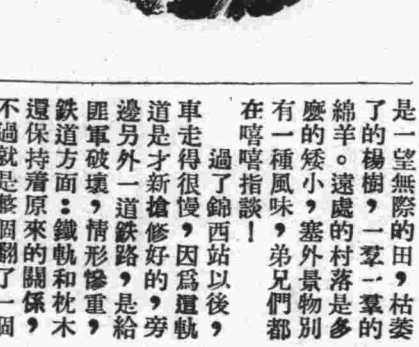 是一望無際的田，枯萎
了的楊樹，一羣一羣的
綿羊。遠處的村落是多
麼的矮小，塞外景物別
有一種風味，弟兄們都
在嘻嘻指談！
過了錦西站以後，
車走得很慢，因爲這軌
道是才新搶修好的，旁
邊另外一道鉄路，是給
匪軍破壞，情形慘重，
鉄道方面：鐵軌和枕木
還保持着原來的關係，
不過就是整個翻了一個